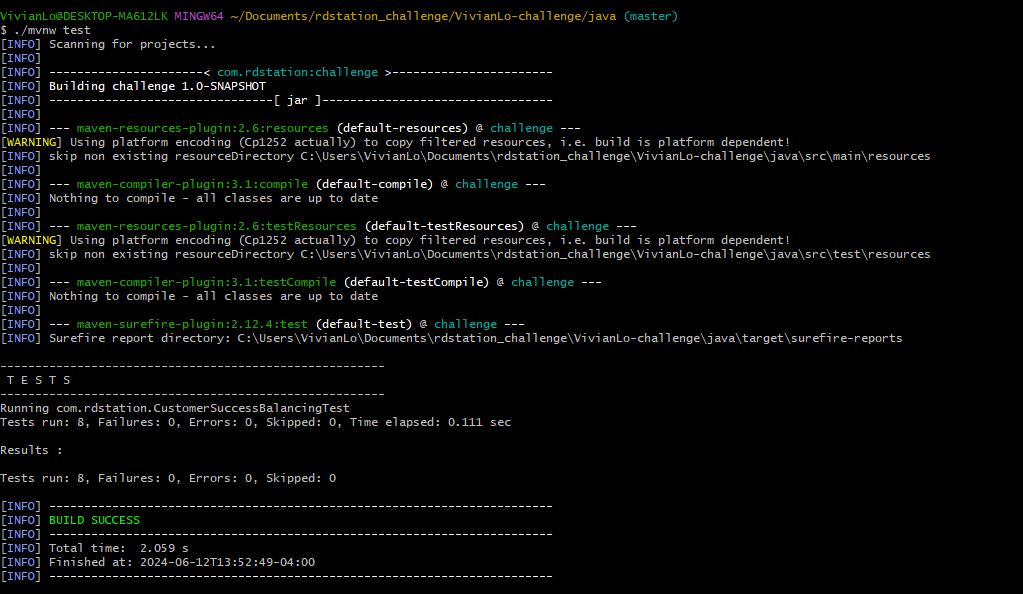 VivianLo@DESKTOP-MA612LK MINGW64 ~/Documents/rdstation_challenge/VivianLo-challenge/java (master)
$ ./mvnw test
[INFO] Scanning for projects...
[INFO]
[INFO] ----------------------< com.rdstation:challenge >-----------------------
[INFO] Building challenge 1.0-SNAPSHOT
[INFO] --------------------------------[ jar ]---------------------------------
[INFO]
[INFO] --- maven-resources-plugin:2.6:resources (default-resources) @ challenge ---
[WARNING] Using platform encoding (Cp1252 actually) to copy filtered resources, i.e. build is platform dependent!
[INFO] skip non existing resourceDirectory C:\Users\VivianLo\Documents\rdstation_challenge\VivianLo-challenge\java\src\main\resources
[INFO]
[INFO] --- maven-compiler-plugin:3.1:compile (default-compile) @ challenge ---
[INFO] Nothing to compile - all classes are up to date
[INFO]
[INFO] --- maven-resources-plugin:2.6:testResources (default-testResources) @ challenge ---
[WARNING] Using platform encoding (Cp1252 actually) to copy filtered resources, i.e. build is platform dependent!
[INFO] skip non existing resourceDirectory C:\Users\VivianLo\Documents\rdstation_challenge\VivianLo-challenge\java\src\test\resources
[INFO]
[INFO] --- maven-compiler-plugin:3.1:testCompile (default-testCompile) @ challenge ---
[INFO] Nothing to compile - all classes are up to date
[INFO]
[INFO] --- maven-surefire-plugin:2.12.4:test (default-test) @ challenge ---
[INFO] Surefire report directory: C:\Users\VivianLo\Documents\rdstation_challenge\VivianLo-challenge\java\target\surefire-reports
-------------------------------------------------------
 T E S T S
-------------------------------------------------------
Running com.rdstation.CustomerSuccessBalancingTest
Tests run: 8, Failures: 0, Errors: 0, Skipped: 0, Time elapsed: 0.111 sec
Results :
Tests run: 8, Failures: 0, Errors: 0, Skipped: 0
[INFO] ------------------------------------------------------------------------
[INFO] BUILD SUCCESS
[INFO] ------------------------------------------------------------------------
[INFO] Total time:  2.059 s
[INFO] Finished at: 2024-06-12T13:52:49-04:00
[INFO] ------------------------------------------------------------------------